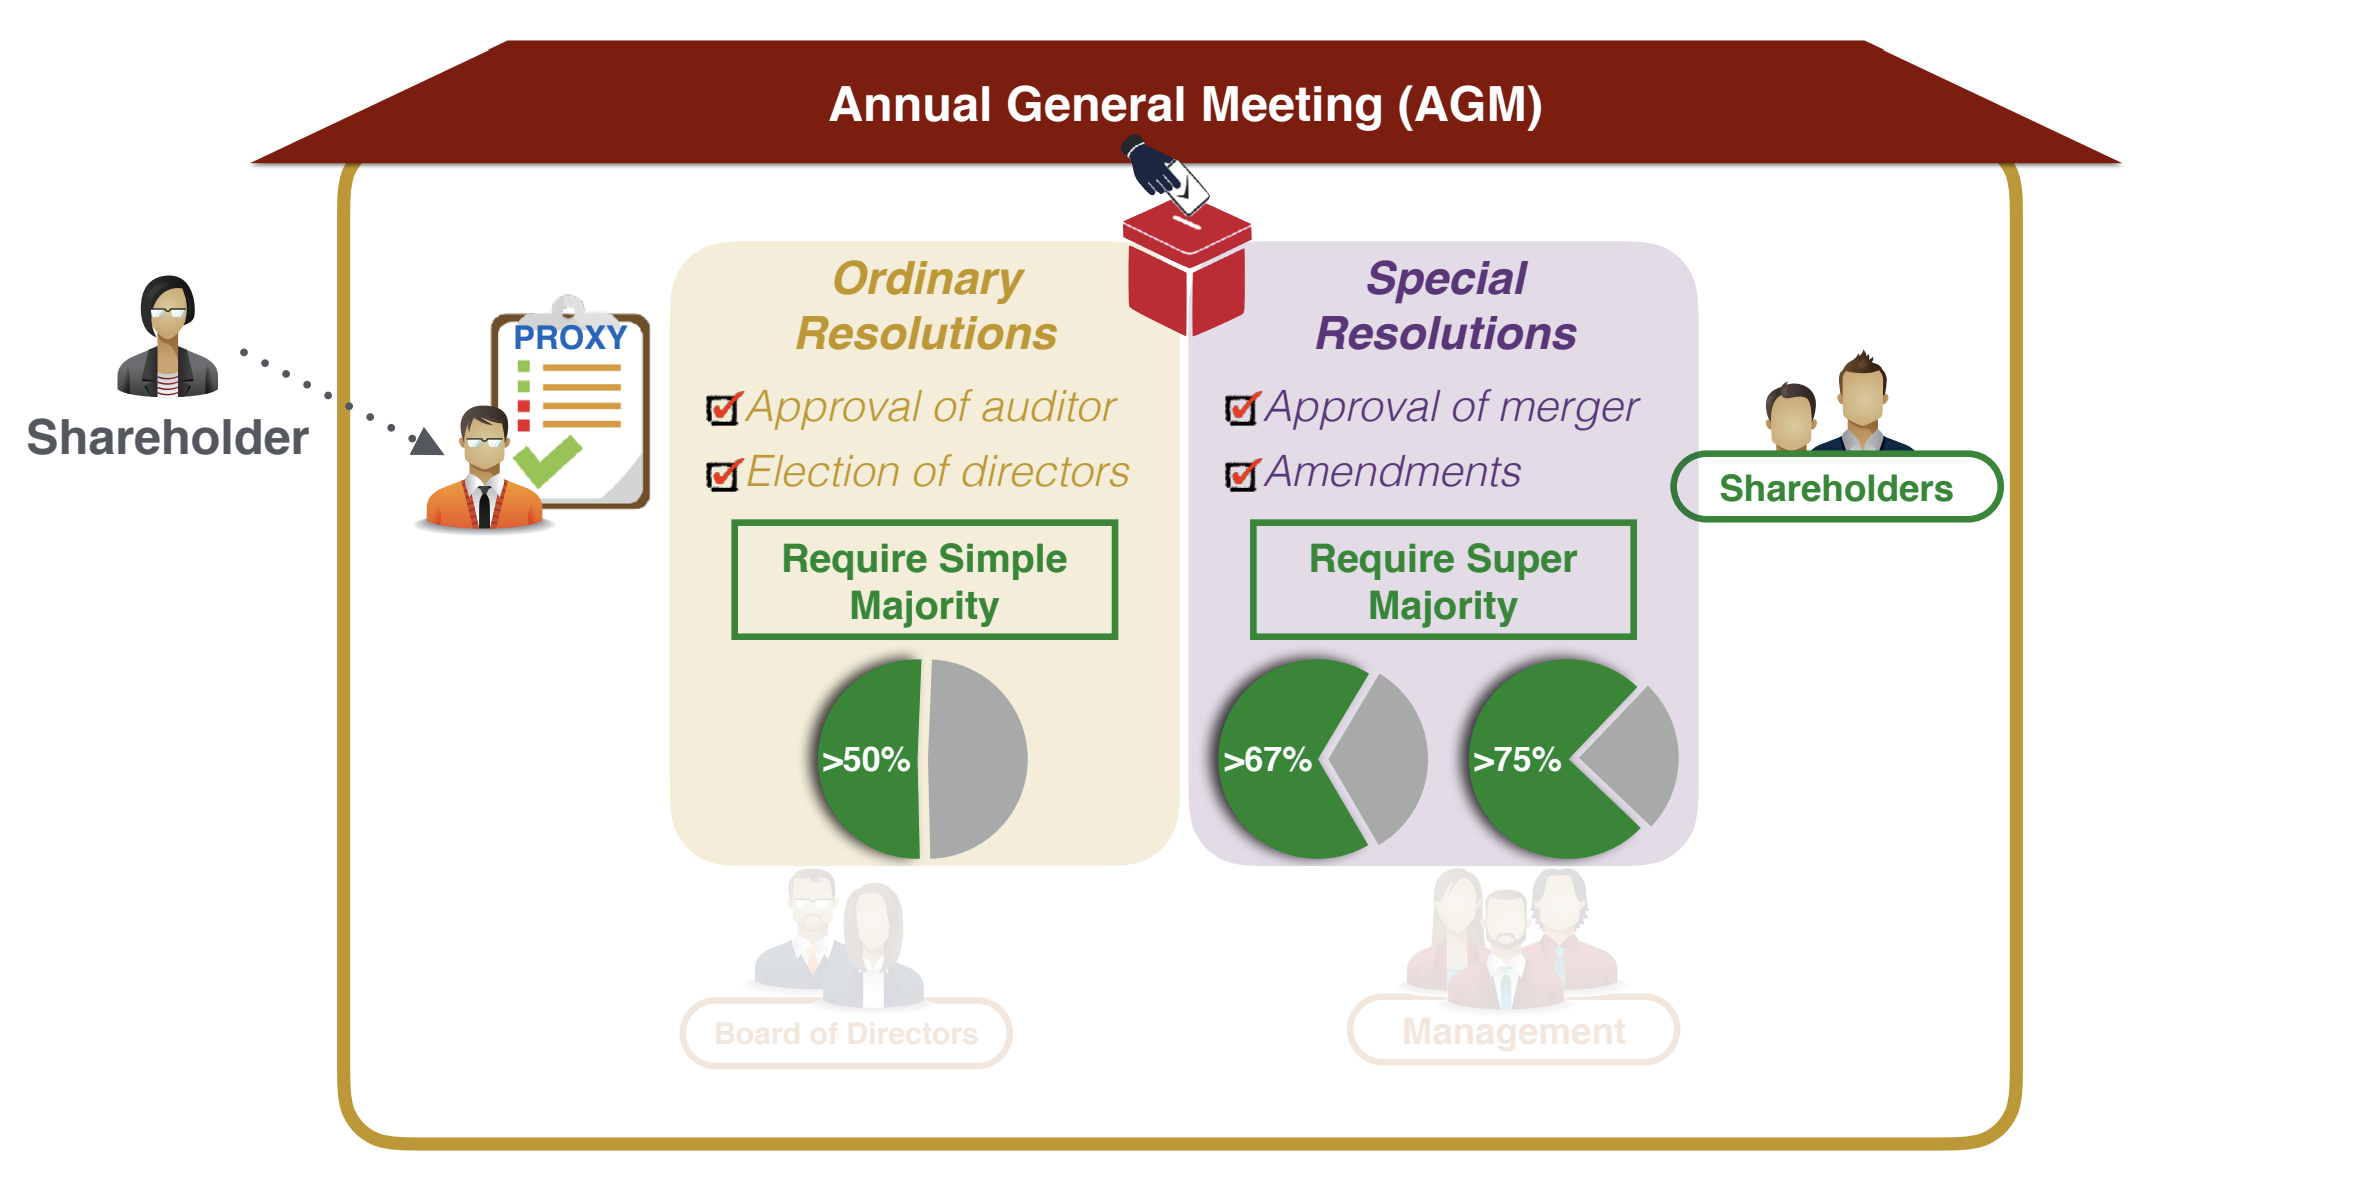 Annual General Meeting (AGM)
Shareholder
PROXY
Ordinary
Resolutions
Approval of auditor
Election of directors
Require Simple
Majority
>50%
Special
Resolutions
Approval of merger
Amendments
Require Super
Majority
>67%
>75%
Shareholders
Board of Directors
Management